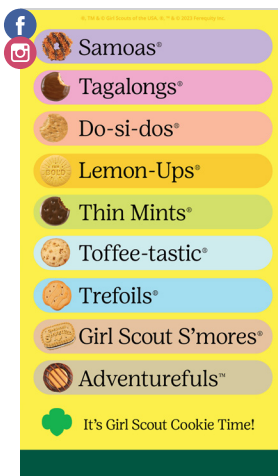 Samoas®
Tagalongs®
Do-si-dos®
Lemon-Ups®
Thin Mints®
Toffee-tastic®
Trefoils®
Girl Scout S'mores®
Adventurefuls™
It's Girl Scout Cookie Time!